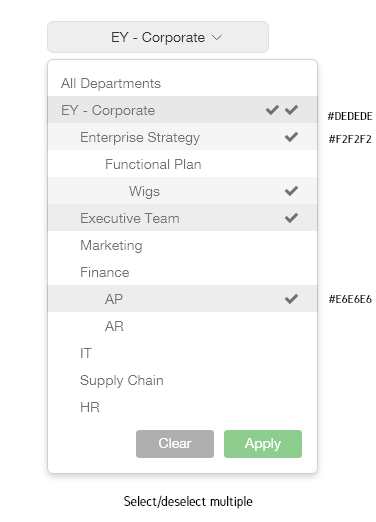 EY - Corporate
All Departments
EY - Corporate
#DEDEDE
Enterprise Strategy
#F2F2F2
Functional Plan
Wigs
Executive Team
Marketing
Finance
AP
#E6E6E6
AR
IT
Supply Chain
HR
Clear Apply
Select/deselect multiple